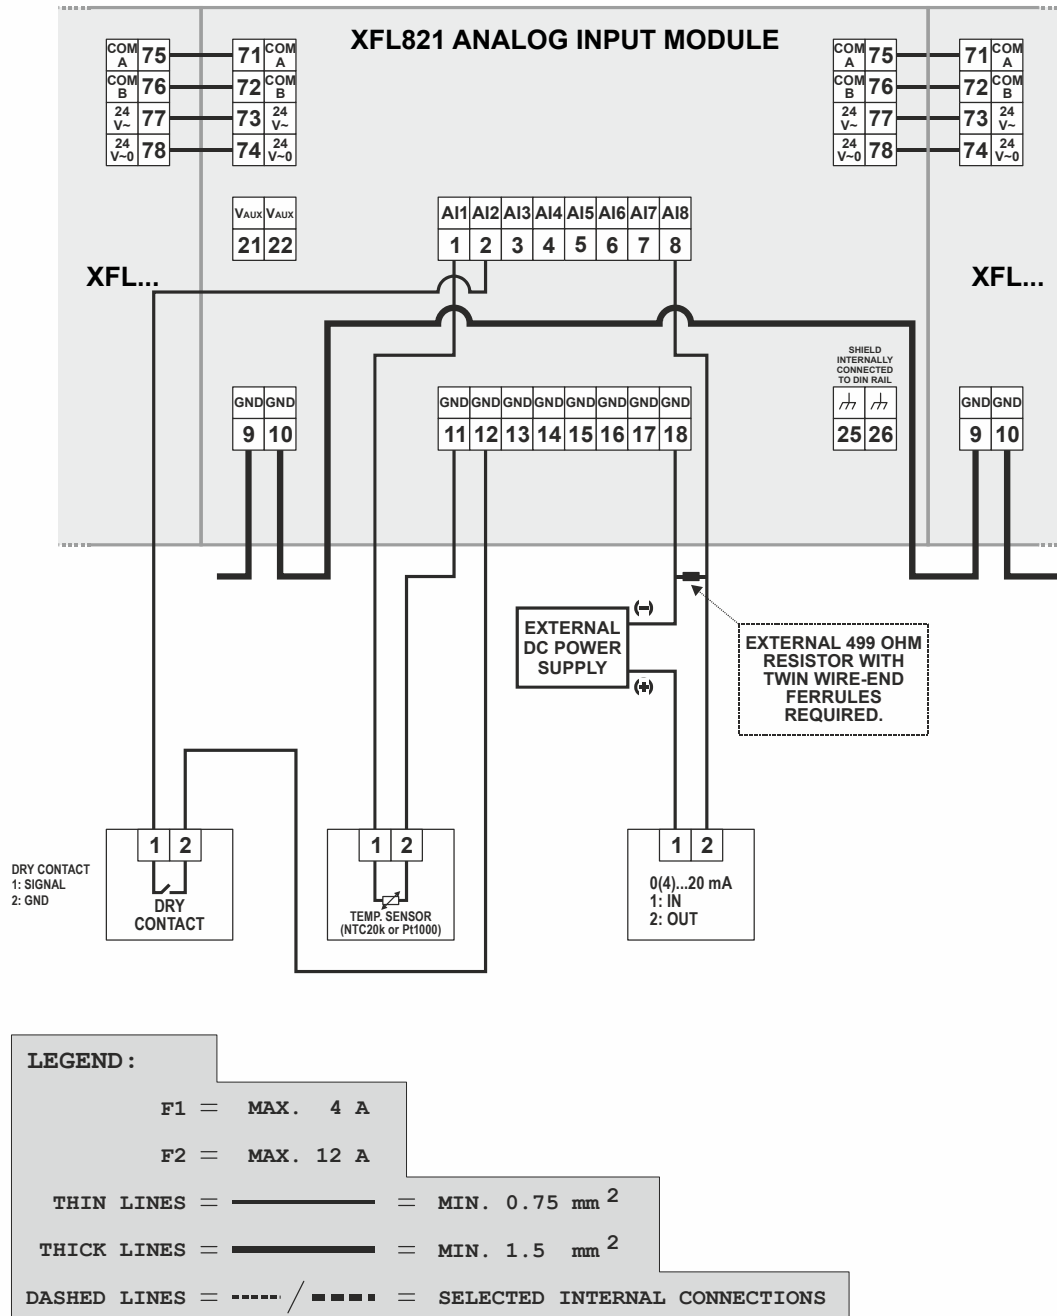 XFL821 ANALOG INPUT MODULE
COM A 75 71 COM A
COM B 76 72 COM B
24 V~ 77 73 24 V~
24 V~0 78 74 24 V~0
COM A 75 71 COM A
COM B 76 72 COM B
24 V~ 77 73 24 V~
24 V~0 78 74 24 V~0
VAUX VAUX
21 22
AI1 AI2 AI3 AI4 AI5 AI6 AI7 AI8
1 2 3 4 5 6 7 8
XFL...
XFL...
SHIELD
INTERNALLY
CONNECTED
TO DIN RAIL
25 26
GND GND
9 10
GND GND GND GND GND GND GND GND
11 12 13 14 15 16 17 18
GND GND
9 10
EXTERNAL
DC POWER
SUPPLY
(−)
(+)
EXTERNAL 499 OHM
RESISTOR WITH
TWIN WIRE-END
FERRULES
REQUIRED.
DRY CONTACT
1: SIGNAL
2: GND
1 2
DRY
CONTACT
1 2
TEMP. SENSOR
(NTC20k or Pt1000)
1 2
0(4)...20 mA
1: IN
2: OUT
LEGEND:
F1 = MAX. 4 A
F2 = MAX. 12 A
THIN LINES = = MIN. 0.75 mm²
THICK LINES = = MIN. 1.5 mm²
DASHED LINES = / = SELECTED INTERNAL CONNECTIONS